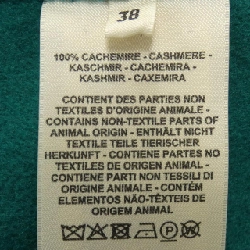 38
100% CACHEMIRE - CASHMERE -
KASCHMIR - CACHEMIRA -
KASHMIR - CAXEMIRA
CONTIENT DES PARTIES NON
TEXTILES D'ORIGINE ANIMALE -
CONTAINS NON-TEXTILE PARTS OF
ANIMAL ORIGIN - ENTHÄLT NICHT
TEXTILE TEILE TIERISCHER
HERKUNFT - CONTIENES PARTES NO
TEXTILES DE ORIGEN ANIMAL -
CONTIENE PARTI NON TESSILI DI
ORIGINE ANIMALE - CONTÉM
ELEMENTOS NÃO-TÊXTEIS DE
ORIGEM ANIMAL